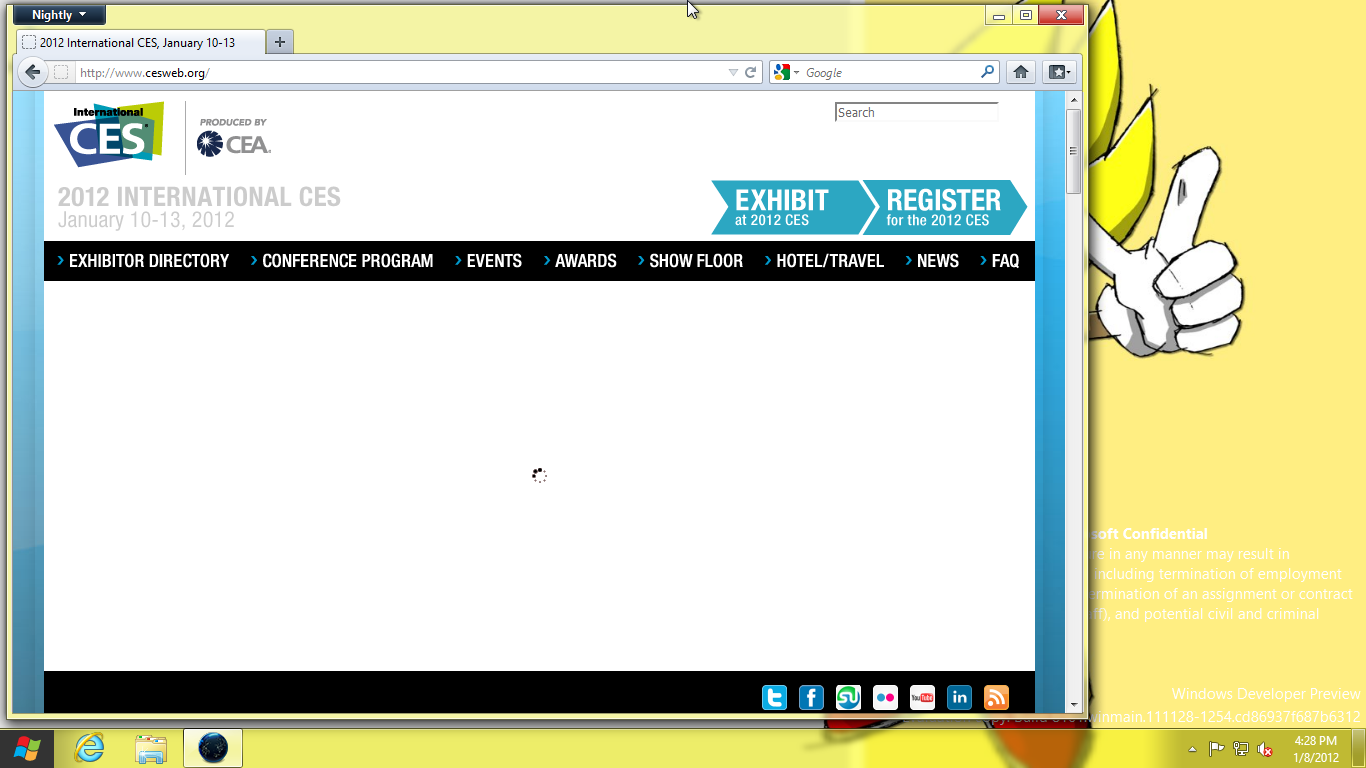 Nightly
2012 International CES, January 10-13
http://www.cesweb.org/
Google
International
CES
PRODUCED BY
CEA
Search
2012 INTERNATIONAL CES
January 10-13, 2012
EXHIBIT
at 2012 CES
REGISTER
for the 2012 CES
EXHIBITOR DIRECTORY
CONFERENCE PROGRAM
EVENTS
AWARDS
SHOW FLOOR
HOTEL/TRAVEL
NEWS
FAQ
soft Confidential
re in any manner may result in
including termination of employment
ermination of an assignment or contract
ff), and potential civil and criminal
You Tube
in
Windows Developer Preview
winmain.111128-1254.cd86937f687b6312
4:28 PM
1/8/2012